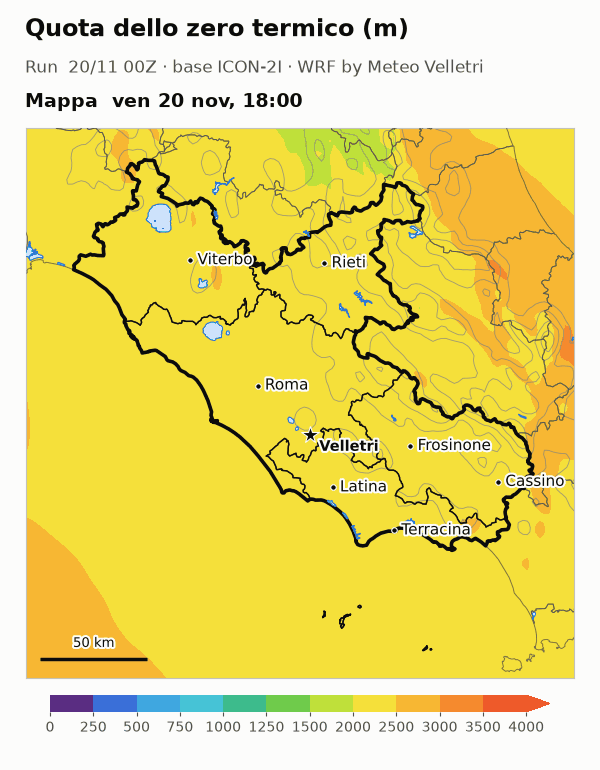 Quota dello zero termico (m)
Run  20/11 00Z · base ICON-2I · WRF by Meteo Velletri
Mappa  ven 20 nov, 18:00
Viterbo
Rieti
Roma
Velletri
Frosinone
Cassino
Latina
Terracina
50 km
0 250 500 750 1000 1250 1500 2000 2500 3000 3500 4000